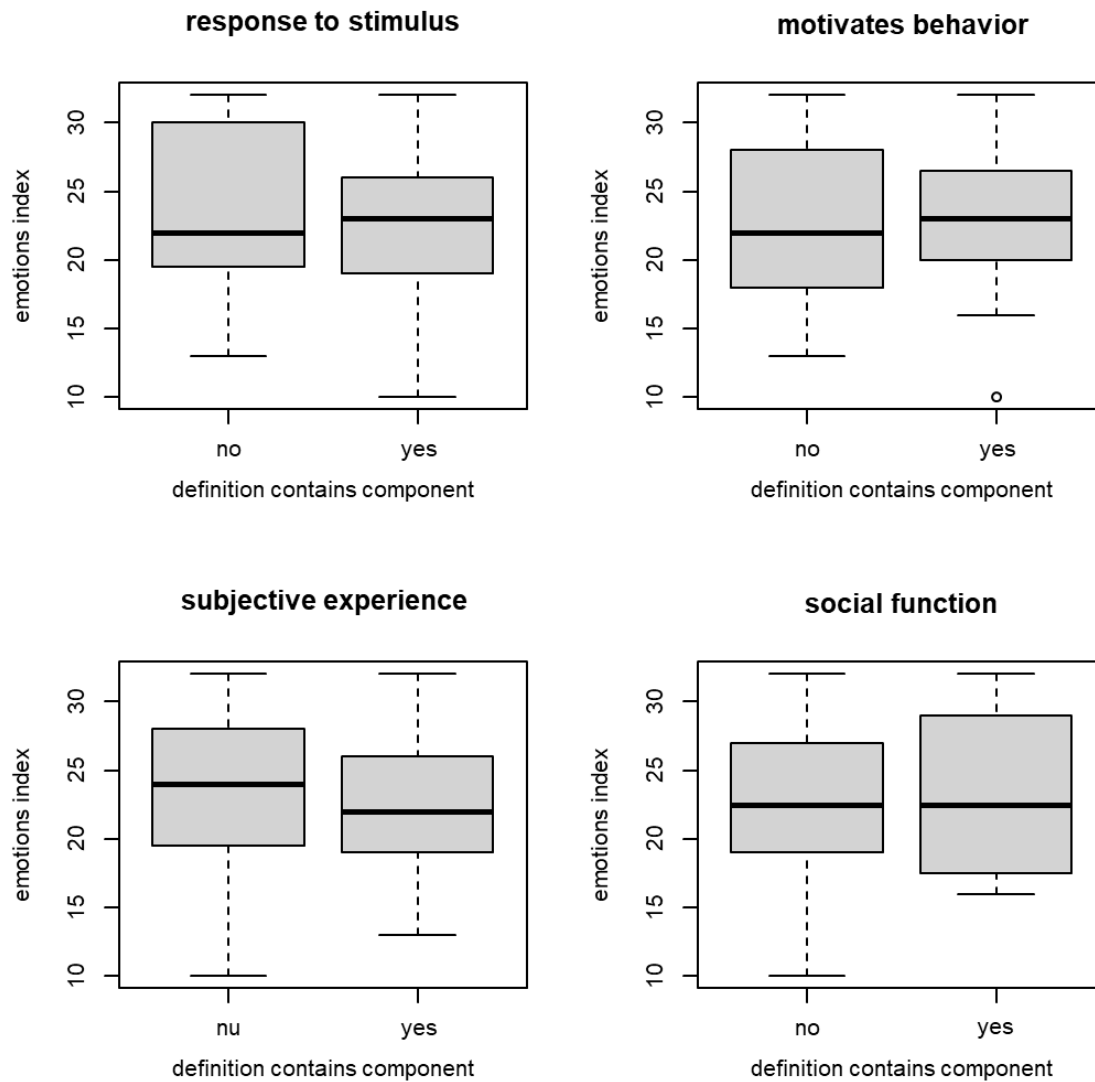 response to stimulus
emotions index
30
25
20
15
10
no yes
definition contains component
motivates behavior
emotions index
30
25
20
15
10
no yes
definition contains component
subjective experience
emotions index
30
25
20
15
10
nu yes
definition contains component
social function
emotions index
30
25
20
15
10
no yes
definition contains component